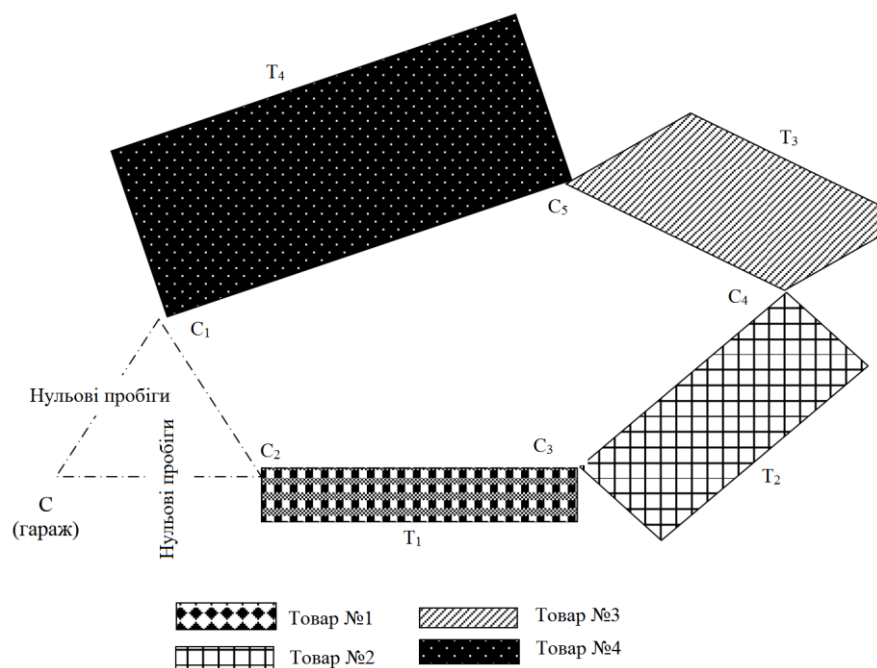 T₄
T₃
C₅
C₄
C₁
Нульові пробіги
C₂
C₃
Нульові пробіги
C
(гараж)
T₂
T₁
Товар №1
Товар №3
Товар №2
Товар №4